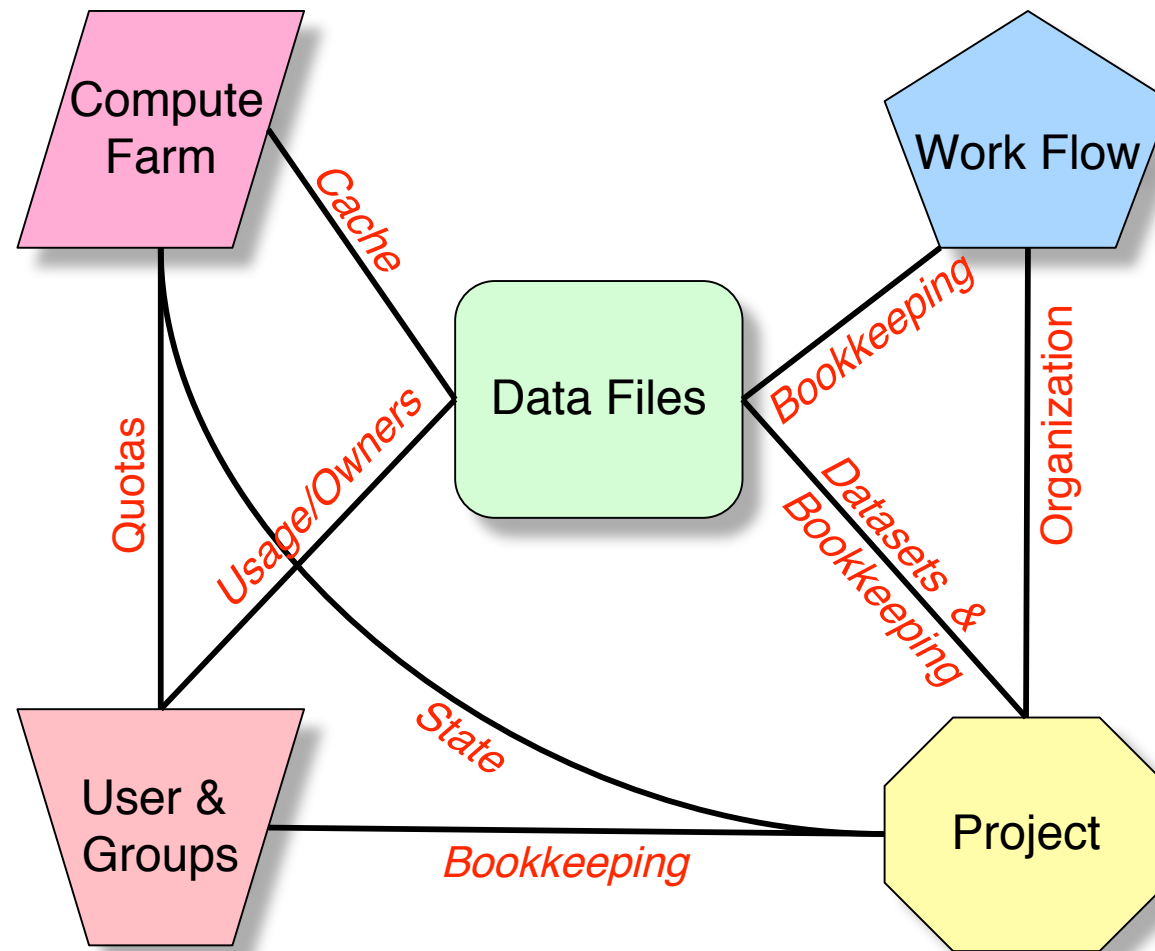 Compute
Farm
Work Flow
Cache
Data Files
Bookkeeping
Organization
Quotas
Usage/Owners
Datasets &
Bookkeeping
State
User &
Groups
Bookkeeping
Project